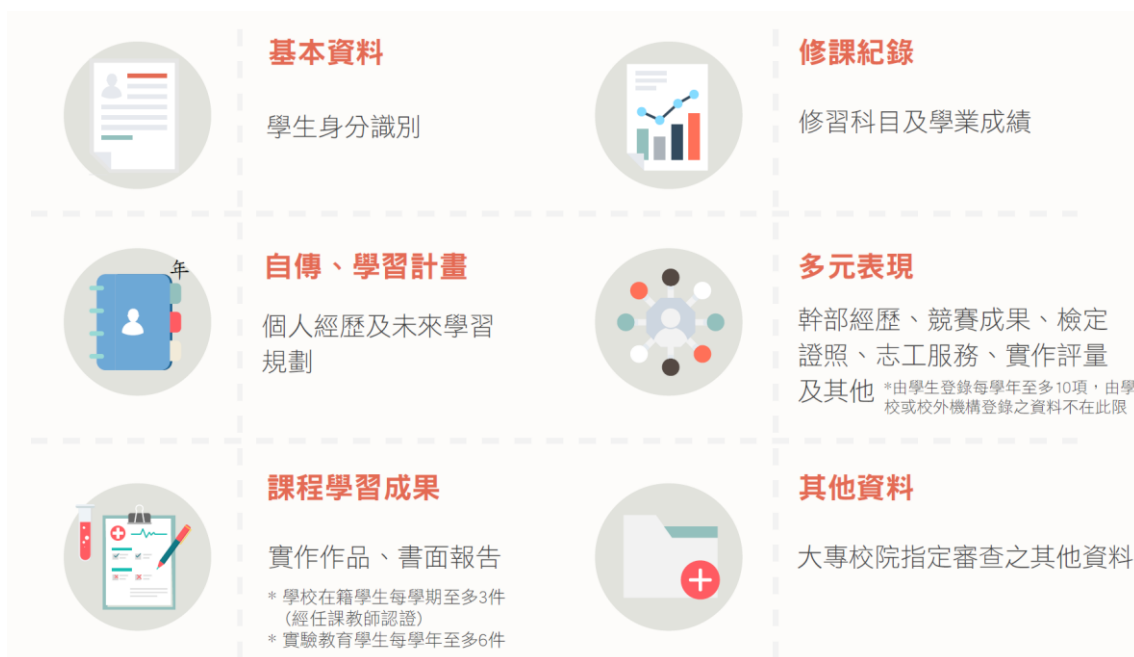 基本資料
學生身分識別
修課紀錄
修習科目及學業成績
年
自傳、學習計畫
個人經歷及未來學習
規劃
多元表現
幹部經歷、競賽成果、檢定
證照、志工服務、實作評量
及其他 *由學生登錄每學年至多10項，由學
校或校外機構登錄之資料不在此限
課程學習成果
實作作品、書面報告
* 學校在籍學生每學期至多3件
(經任課教師認證)
* 實驗教育學生每學年至多6件
其他資料
大專校院指定審查之其他資料